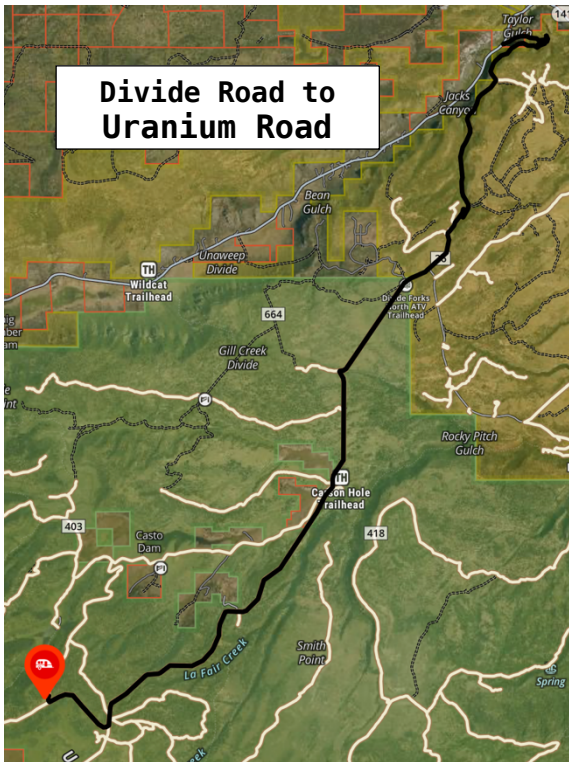 Taylor
Gulch
141
Divide Road to
Uranium Road
Jacks
Canyon
Bean
Gulch
Unaweep
Divide
TH
Wildcat
Trailhead
Divide Forks
North ATV
Trailhead
664
Gill Creek
Divide
Rocky Pitch
Gulch
TH
Carson Hole
Trailhead
403
418
Casto
Dam
La Fair Creek
Smith
Point
Spring
U